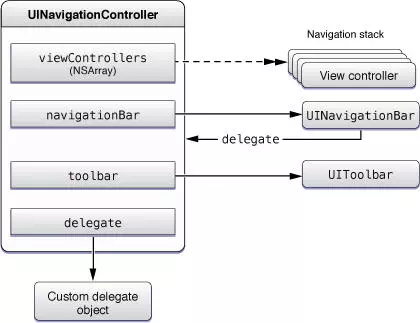 UINavigationController
Navigation stack
viewControllers
(NSArray)
View controller
navigationBar
UINavigationBar
delegate
toolbar
UIToolbar
delegate
Custom delegate
object